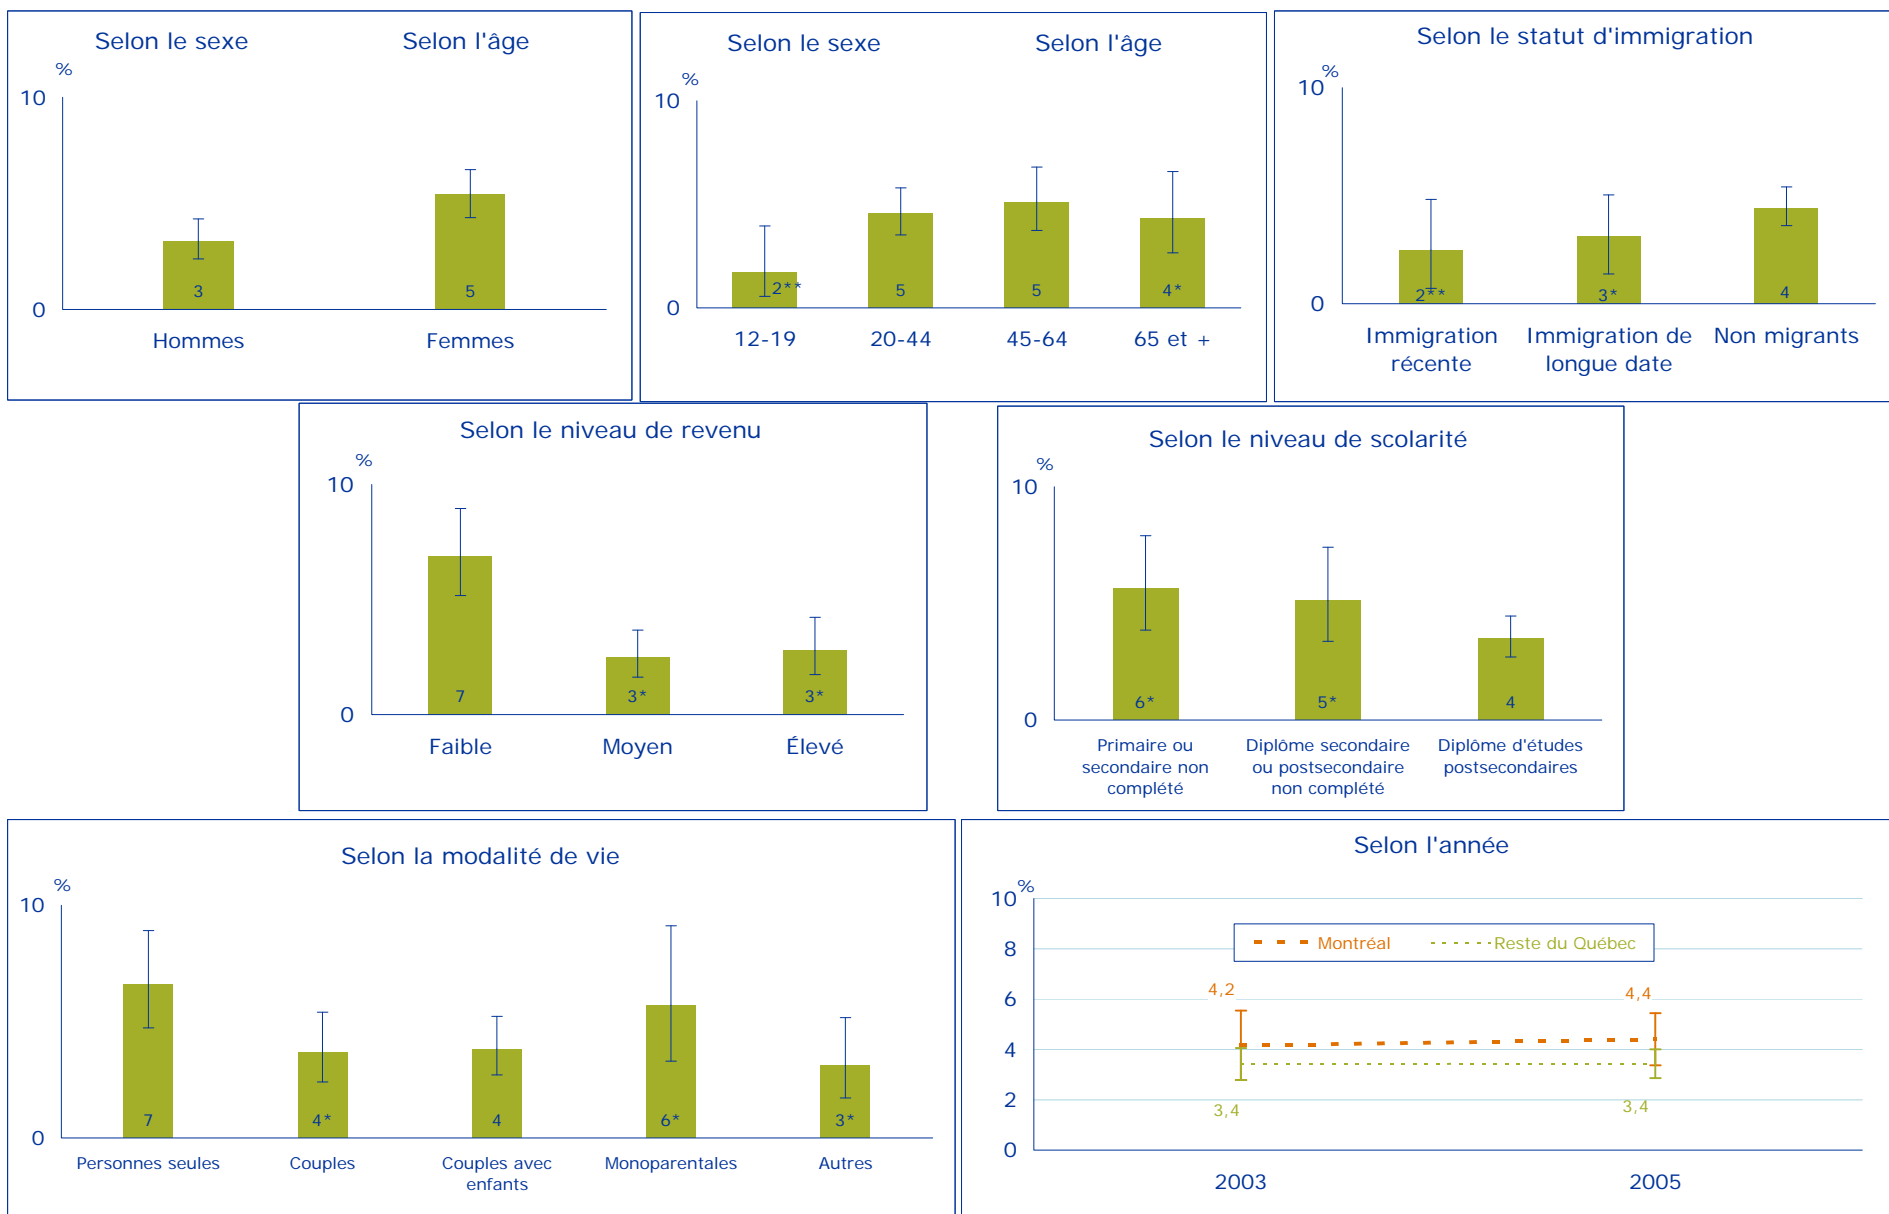 Selon le sexe
Selon l'âge
%
10
0
3
5
Hommes
Femmes
Selon le sexe
Selon l'âge
%
10
0
2**
5
5
4*
12-19
20-44
45-64
65 et +
Selon le statut d'immigration
%
10
0
2**
3*
4
Immigration
récente
Immigration de
longue date
Non migrants
Selon le niveau de revenu
%
10
0
7
3*
3*
Faible
Moyen
Élevé
Selon le niveau de scolarité
%
10
0
6*
5*
4
Primaire ou
secondaire non
complété
Diplôme secondaire
ou postsecondaire
non complété
Diplôme d'études
postsecondaires
Selon la modalité de vie
%
10
0
7
4*
4
6*
3*
Personnes seules
Couples
Couples avec
enfants
Monoparentales
Autres
Selon l'année
%
10
8
6
4
2
0
Montréal
Reste du Québec
4,2
4,4
3,4
3,4
2003
2005